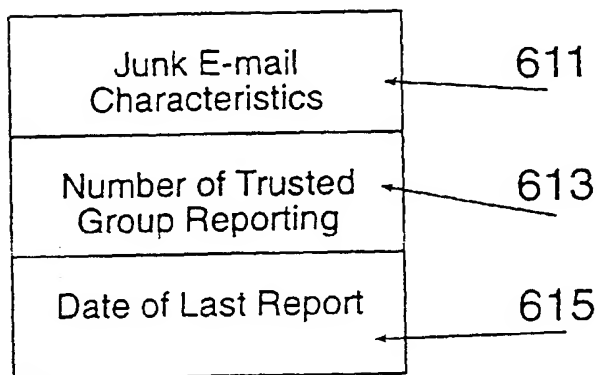 Junk E-mail
Characteristics
611
Number of Trusted
Group Reporting
613
Date of Last Report
615